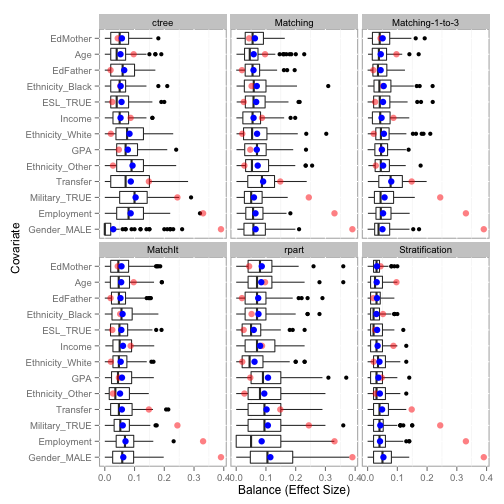 ctree Matching Matching-1-to-3
EdMother
Age
EdFather
Ethnicity_Black
ESL_TRUE
Income
Ethnicity_White
GPA
Ethnicity_Other
Transfer
Military_TRUE
Employment
Gender_MALE
MatchIt rpart Stratification
EdMother
Age
EdFather
Ethnicity_Black
ESL_TRUE
Income
Ethnicity_White
GPA
Ethnicity_Other
Transfer
Military_TRUE
Employment
Gender_MALE
Covariate
0.0 0.1 0.2 0.3 0.4 0.0 0.1 0.2 0.3 0.4 0.0 0.1 0.2 0.3 0.4
Balance (Effect Size)